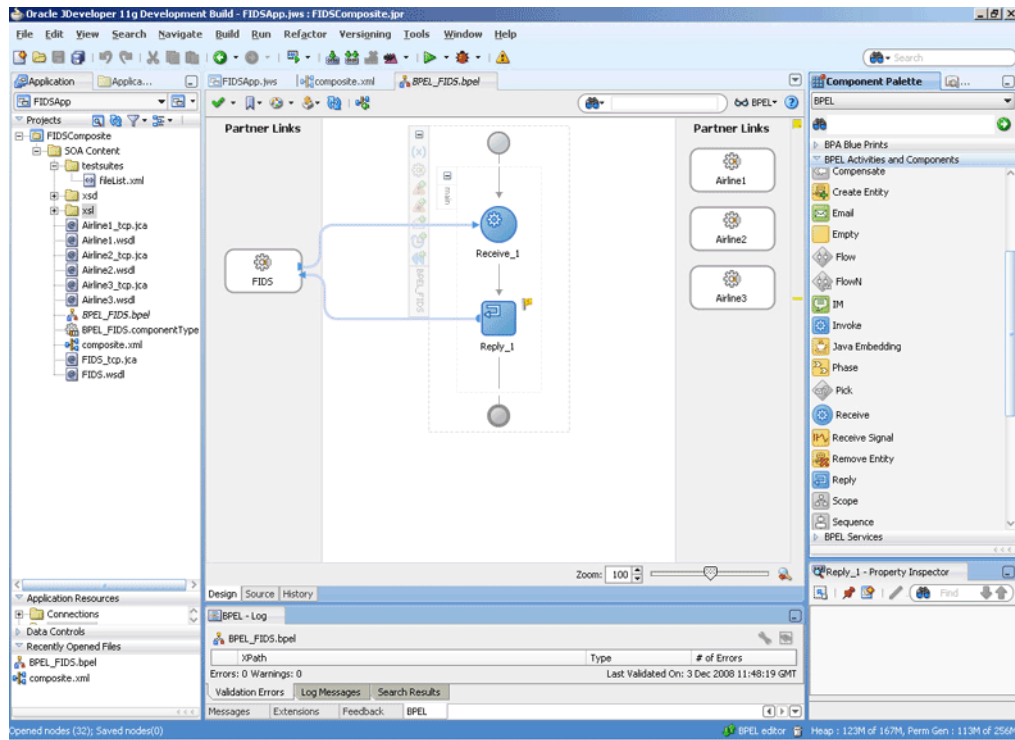 Oracle JDeveloper 11g Development Build - FIDSApp.jws : FIDSComposite.jpr
File Edit View Search Navigate Build Run Refactor Versioning Tools Window Help
Search
Application
Applica...
FIDSApp
Projects
FIDSComposite
SOA Content
testsuites
fileList.xml
xsd
xsl
Airline1_tcp.jca
Airline1.wsdl
Airline2_tcp.jca
Airline2.wsdl
Airline3_tcp.jca
Airline3.wsdl
BPEL_FIDS.bpel
BPEL_FIDS.componentType
composite.xml
FIDS_tcp.jca
FIDS.wsdl
Application Resources
Connections
Data Controls
Recently Opened Files
BPEL_FIDS.bpel
composite.xml
FIDSApp.jws
composite.xml
BPEL_FIDS.bpel
BPEL
Partner Links
FIDS
main
BPEL_FIDS
Receive_1
Reply_1
Partner Links
Airline1
Airline2
Airline3
Zoom: 100
Design Source History
BPEL - Log
BPEL_FIDS.bpel
XPath Type # of Errors
Errors: 0 Warnings: 0 Last Validated On: 3 Dec 2008 11:48:19 GMT
Validation Errors Log Messages Search Results
Messages Extensions Feedback BPEL
Component Palette
BPEL
BPA Blue Prints
BPEL Activities and Components
Compensate
Create Entity
Email
Empty
Flow
FlowN
IM
Invoke
Java Embedding
Phase
Pick
Receive
Receive Signal
Remove Entity
Reply
Scope
Sequence
BPEL Services
Reply_1 - Property Inspector
Find
Opened nodes (32); Saved nodes(0)
BPEL editor
Heap : 123M of 167M, Perm Gen : 113M of 256M